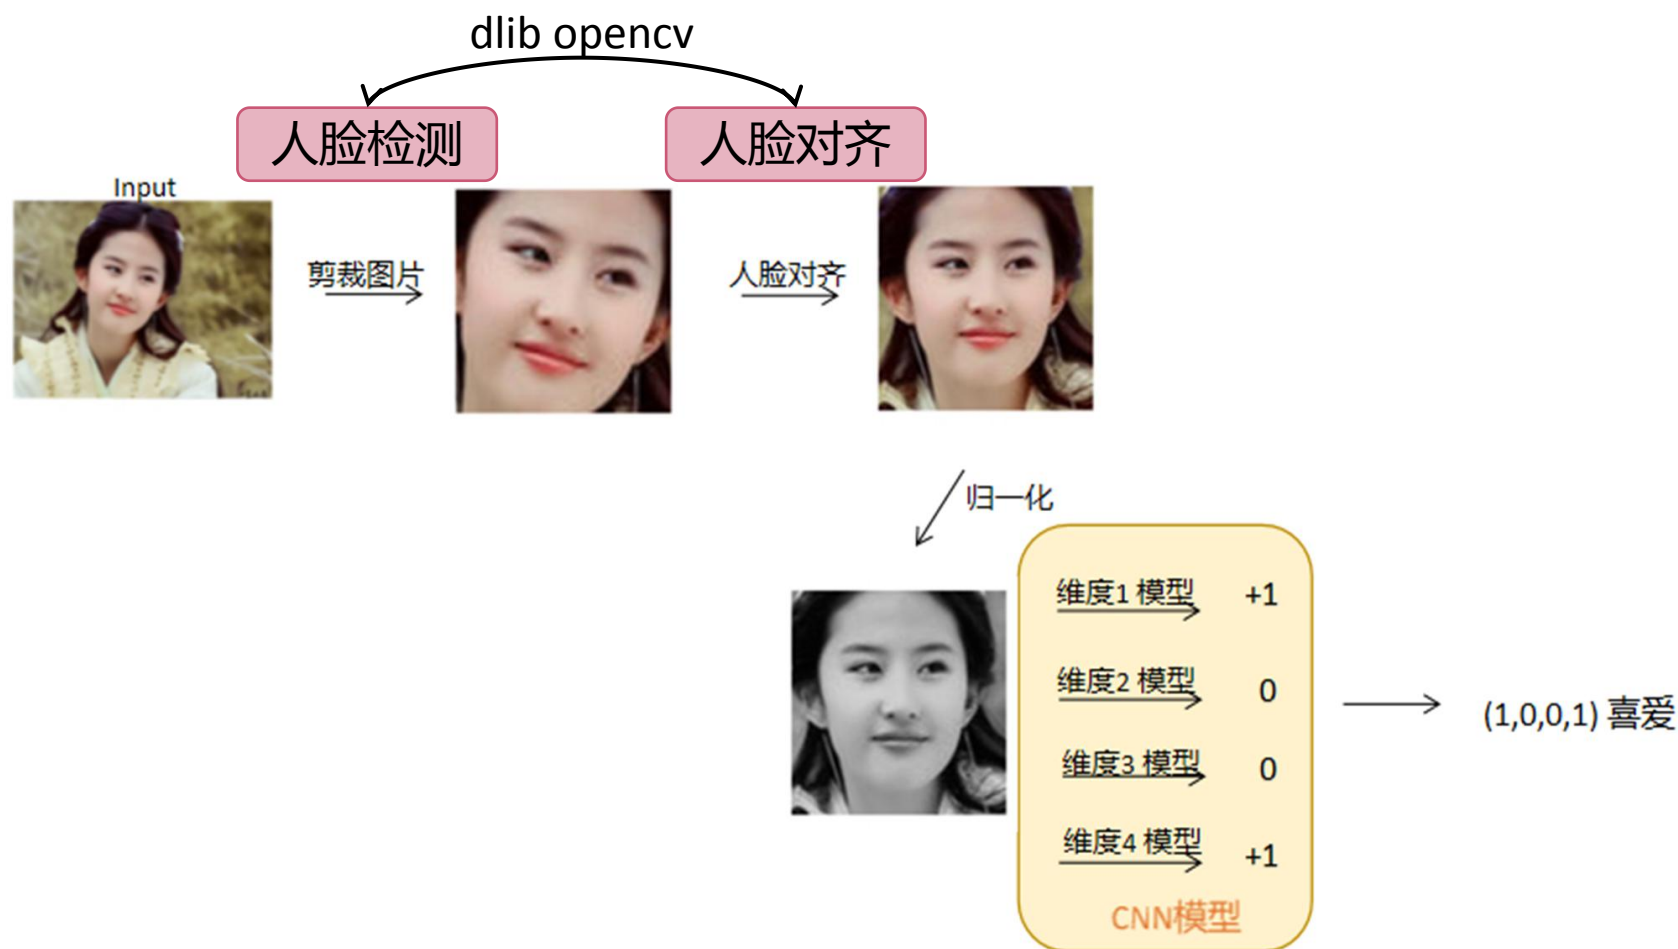 dlib opencv
人脸检测
人脸对齐
Input
剪裁图片
人脸对齐
归一化
维度1 模型 +1
维度2 模型 0
维度3 模型 0
维度4 模型 +1
CNN模型
(1,0,0,1) 喜爱